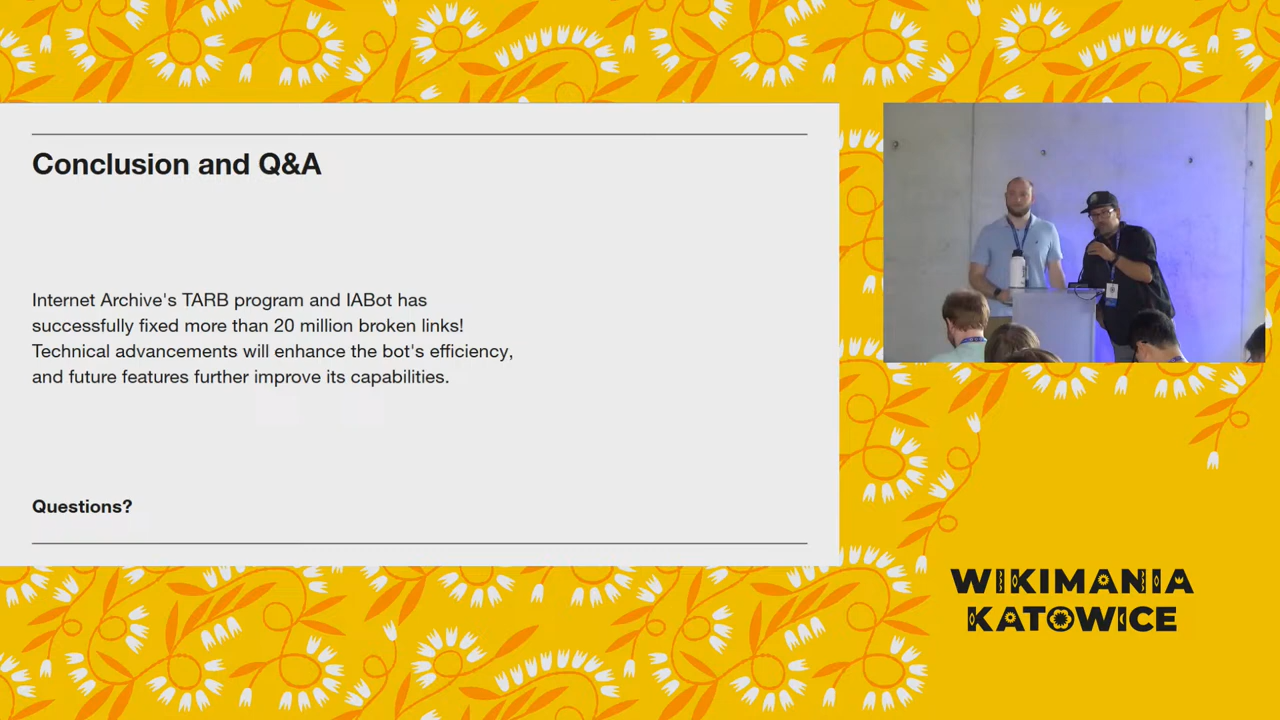 Conclusion and Q&A
Internet Archive's TARB program and IABot has
successfully fixed more than 20 million broken links!
Technical advancements will enhance the bot's efficiency,
and future features further improve its capabilities.
Questions?
WIKIMANIA
KATOWICE